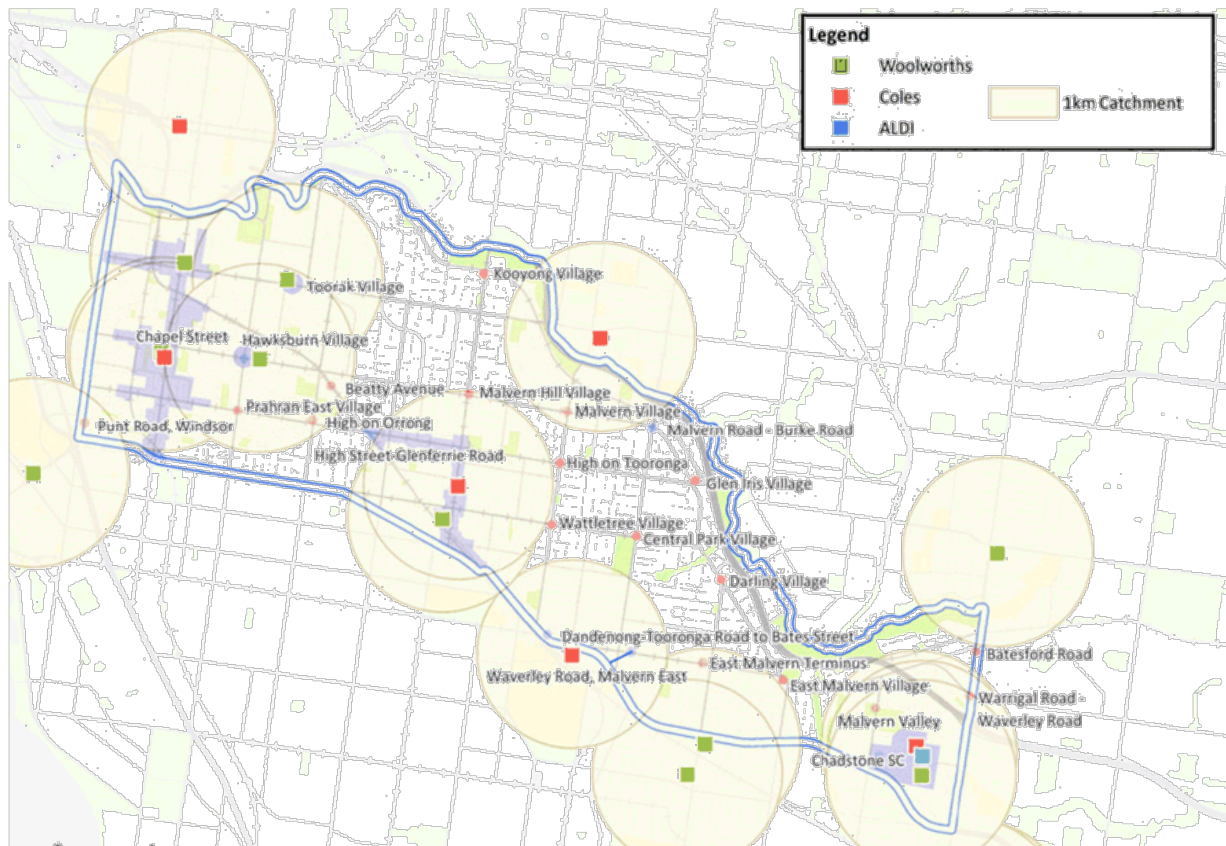 Legend
Woolworths
Coles
1km Catchment
ALDI
Kooyong Village
Toorak Village
Chapel Street
Hawksburn Village
Beatty Avenue
Malvern Hill Village
Prahran East Village
Malvern Village
Punt Road, Windsor
High on Orrong
Malvern Road - Burke Road
High Street-Glenferrie Road
High on Tooronga
Glen Iris Village
Wattletree Village
Central Park Village
Darling Village
Dandenong-Tooronga Road to Bates Street
Batesford Road
East Malvern Terminus
Waverley Road, Malvern East
East Malvern Village
Warrigal Road -
Waverley Road
Malvern Valley
Chadstone SC